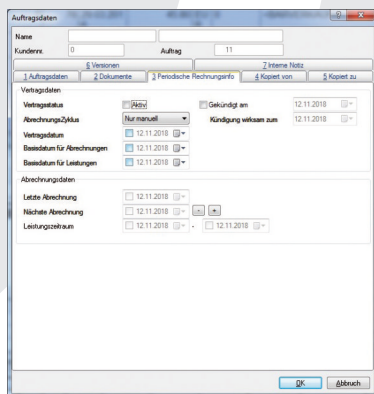 Auftragsdaten
Name
Kundennr. 0 Auftrag 11
6 Versionen 7 Interne Notiz
1 Auftragsdaten 2 Dokumente 3 Periodische Rechnungsinfo 4 Kopiert von 5 Kopiert zu
Vertragsdaten
Vertragsstatus Aktiv Gekündigt am 12.11.2018
AbrechnungsZyklus Nur manuell Kündigung wirksam zum 12.11.2018
Vertragsdatum 12.11.2018
Basisdatum für Abrechnungen 12.11.2018
Basisdatum für Leistungen 12.11.2018
Abrechnungsdaten
Letzte Abrechnung 12.11.2018
Nächste Abrechnung 12.11.2018 - +
Leistungszeitraum 12.11.2018 - 12.11.2018
OK Abbruch